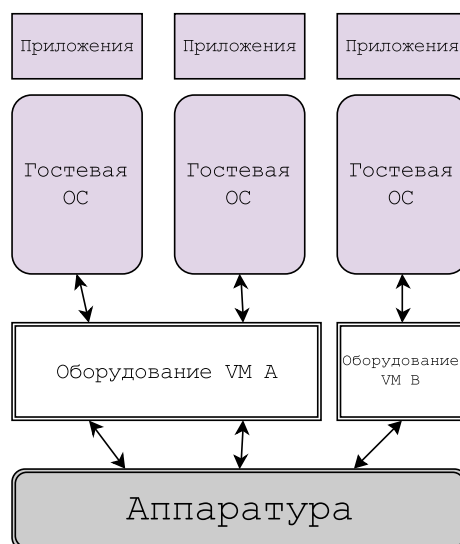 Приложения Приложения Приложения
Гостевая Гостевая Гостевая
ОС ОС ОС
Оборудование VM A
Оборудование
VM B
Аппаратура